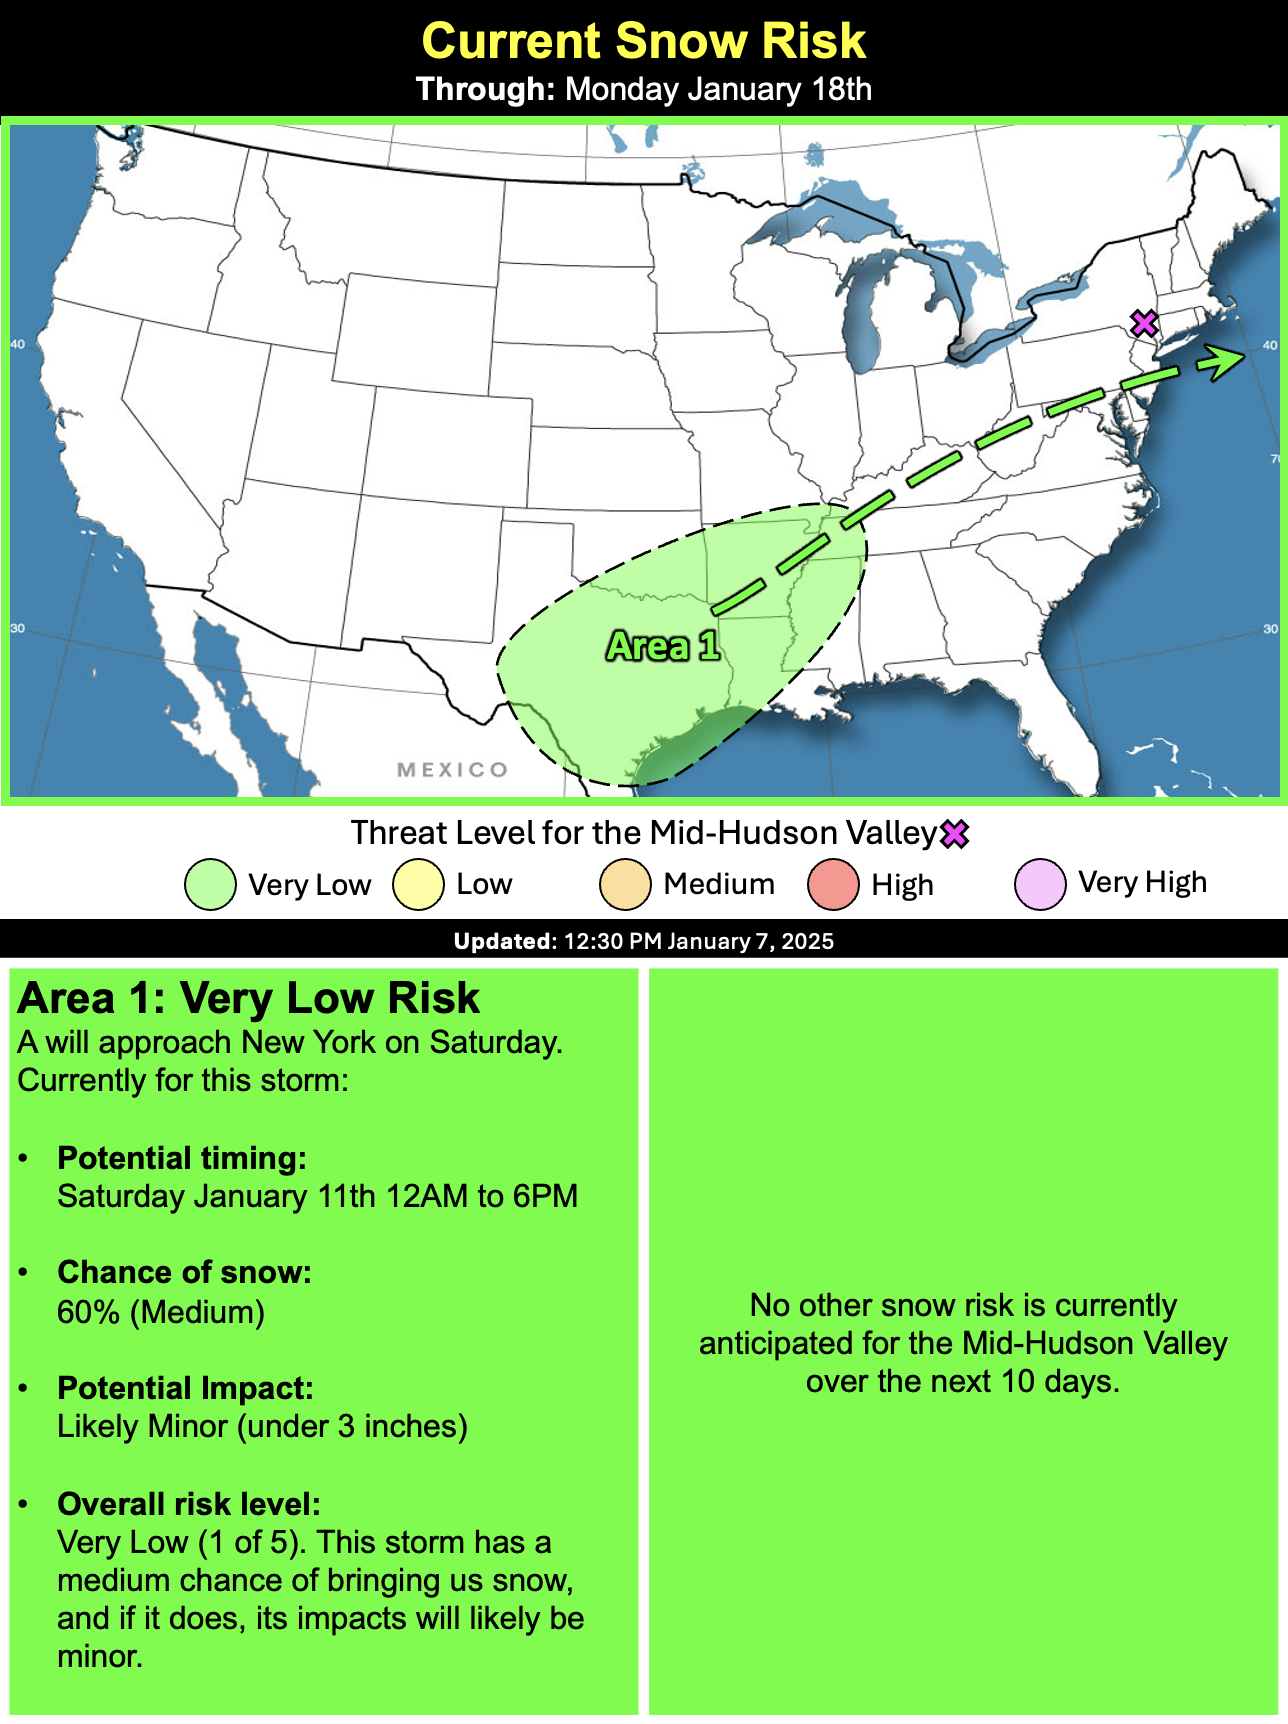 Current Snow Risk
Through: Monday January 18th
40
40
70
30
30
Area 1
MEXICO
Threat Level for the Mid-Hudson Valley
Very Low
Low
Medium
High
Very High
Updated: 12:30 PM January 7, 2025
Area 1: Very Low Risk
A will approach New York on Saturday.
Currently for this storm:
• Potential timing:
Saturday January 11th 12AM to 6PM
• Chance of snow:
60% (Medium)
• Potential Impact:
Likely Minor (under 3 inches)
• Overall risk level:
Very Low (1 of 5). This storm has a
medium chance of bringing us snow,
and if it does, its impacts will likely be
minor.
No other snow risk is currently
anticipated for the Mid-Hudson Valley
over the next 10 days.